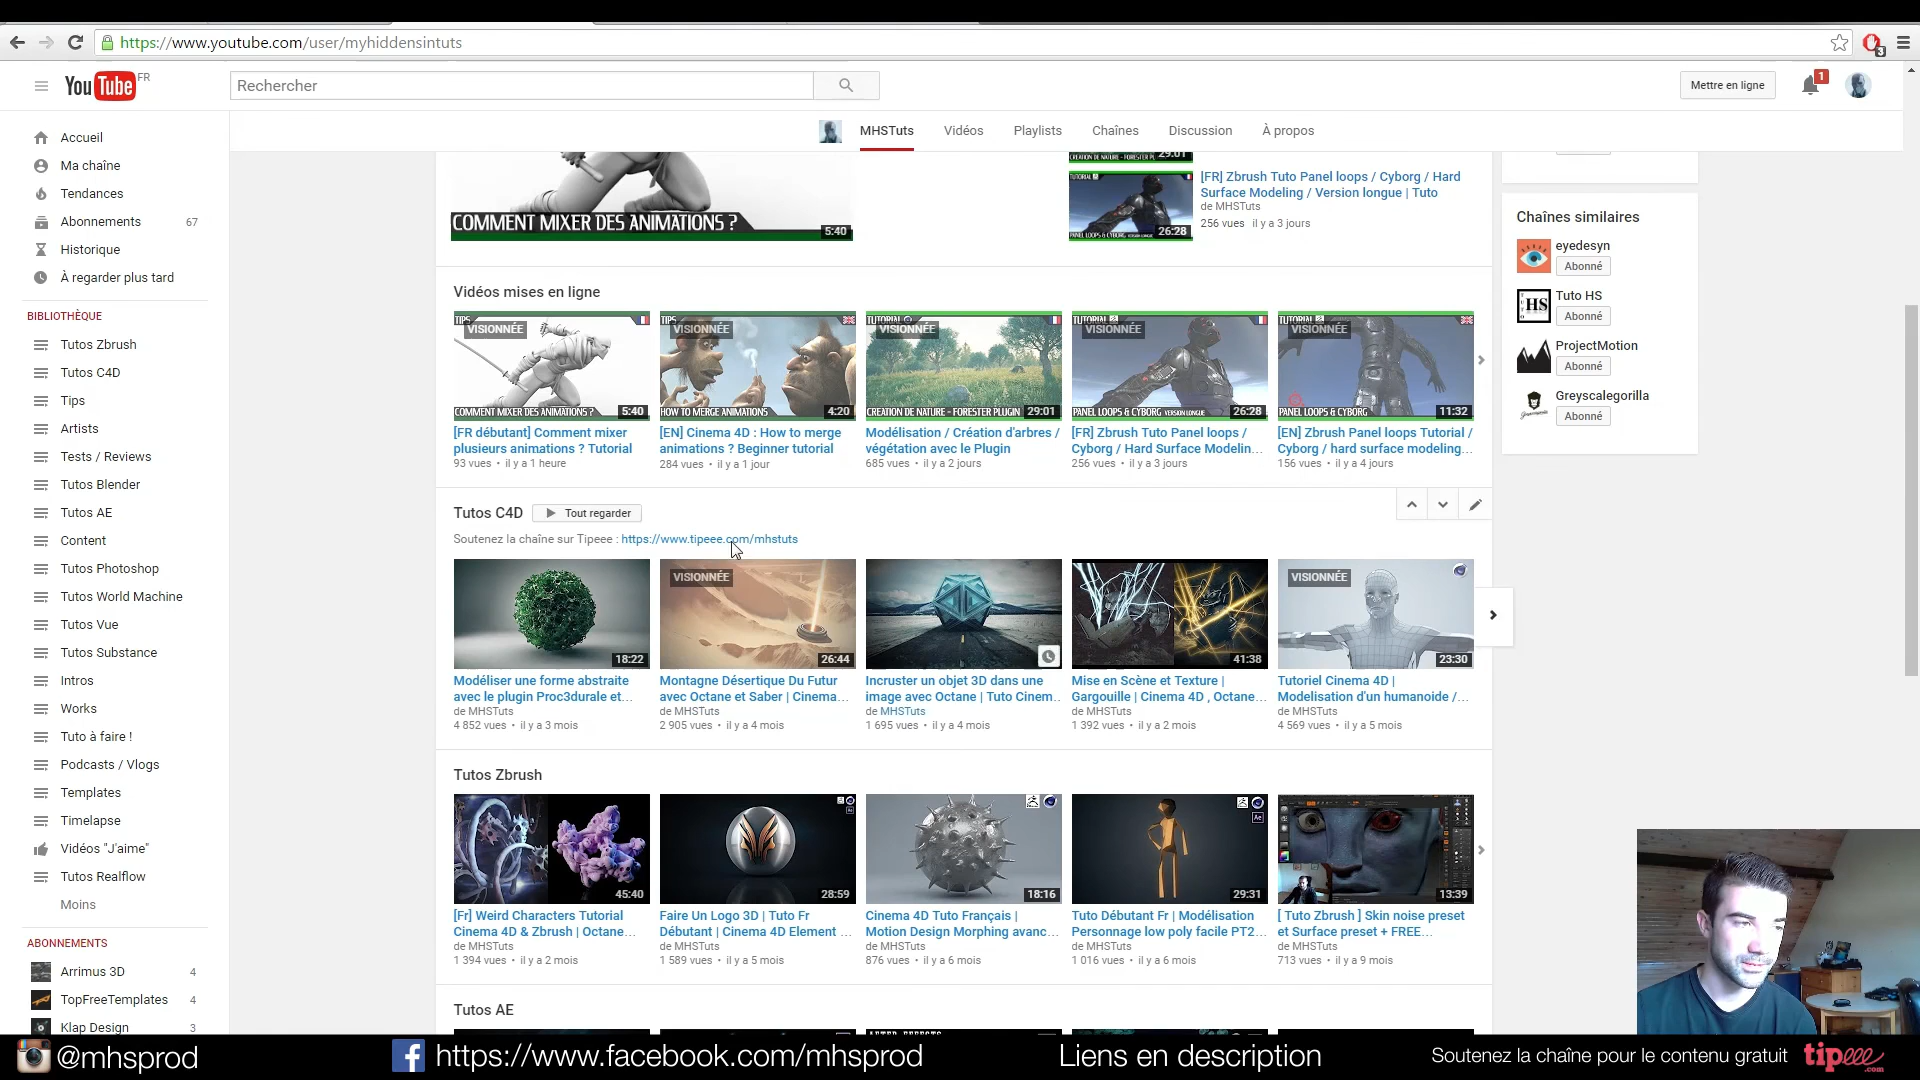 https://www.youtube.com/user/myhiddensintuts
3
YouTube FR
Rechercher
Mettre en ligne
1
MHSTuts
Vidéos
Playlists
Chaînes
Discussion
À propos
Accueil
Ma chaîne
Tendances
Abonnements 67
Historique
À regarder plus tard
BIBLIOTHÈQUE
Tutos Zbrush
Tutos C4D
Tips
Artists
Tests / Reviews
Tutos Blender
Tutos AE
Content
Tutos Photoshop
Tutos World Machine
Tutos Vue
Tutos Substance
Intros
Works
Tuto à faire !
Podcasts / Vlogs
Templates
Timelapse
Vidéos "J'aime"
Tutos Realflow
Moins
ABONNEMENTS
Arrimus 3D 4
TopFreeTemplates 4
Klap Design 3
COMMENT MIXER DES ANIMATIONS ?
5:40
29:01
TUTORIAL
26:28
[FR] Zbrush Tuto Panel loops / Cyborg / Hard
Surface Modeling / Version longue | Tuto
de MHSTuts
256 vues il y a 3 jours
Vidéos mises en ligne
TIPS
VISIONNÉE
COMMENT MIXER DES ANIMATIONS ?
5:40
[FR débutant] Comment mixer
plusieurs animations ? Tutorial
93 vues • il y a 1 heure
TIPS
VISIONNÉE
HOW TO MERGE ANIMATIONS
4:20
[EN] Cinema 4D : How to merge
animations ? Beginner tutorial
284 vues • il y a 1 jour
TUTORIAL
VISIONNÉE
CREATION DE NATURE - FORESTER PLUGIN
29:01
Modélisation / Création d'arbres /
végétation avec le Plugin
685 vues • il y a 2 jours
TUTORIAL
VISIONNÉE
PANEL LOOPS & CYBORG VERSION LONGUE
26:28
[FR] Zbrush Tuto Panel loops /
Cyborg / Hard Surface Modelin...
256 vues • il y a 3 jours
TUTORIAL
VISIONNÉE
PANEL LOOPS & CYBORG
11:32
[EN] Zbrush Panel loops Tutorial /
Cyborg / hard surface modeling...
156 vues • il y a 4 jours
Tutos C4D
Tout regarder
Soutenez la chaîne sur Tipeee : https://www.tipeee.com/mhstuts
18:22
Modéliser une forme abstraite
avec le plugin Proc3durale et...
de MHSTuts
4 852 vues • il y a 3 mois
VISIONNÉE
26:44
Montagne Désertique Du Futur
avec Octane et Saber | Cinema...
de MHSTuts
2 905 vues • il y a 4 mois
Incruster un objet 3D dans une
image avec Octane | Tuto Cinem...
de MHSTuts
1 695 vues • il y a 4 mois
41:38
Mise en Scène et Texture |
Gargouille | Cinema 4D , Octane...
de MHSTuts
1 392 vues • il y a 2 mois
VISIONNÉE
23:30
Tutoriel Cinema 4D |
Modelisation d'un humanoide /...
de MHSTuts
4 569 vues • il y a 5 mois
Tutos Zbrush
45:40
[Fr] Weird Characters Tutorial
Cinema 4D & Zbrush | Octane...
de MHSTuts
1 394 vues • il y a 2 mois
28:59
Faire Un Logo 3D | Tuto Fr
Débutant | Cinema 4D Element ...
de MHSTuts
1 589 vues • il y a 5 mois
18:16
Cinema 4D Tuto Français |
Motion Design Morphing avanc...
de MHSTuts
876 vues • il y a 6 mois
Ae
29:31
Tuto Débutant Fr | Modélisation
Personnage low poly facile PT2...
de MHSTuts
1 016 vues • il y a 6 mois
13:39
[ Tuto Zbrush ] Skin noise preset
et Surface preset + FREE...
de MHSTuts
713 vues • il y a 9 mois
Tutos AE
Chaînes similaires
eyedesyn
Abonné
TUTO
HS
Tuto HS
Abonné
ProjectMotion
Abonné
Greyscalegorilla
Abonné
@mhsprod
https://www.facebook.com/mhsprod
Liens en description
Soutenez la chaîne pour le contenu gratuit
tipeee.com